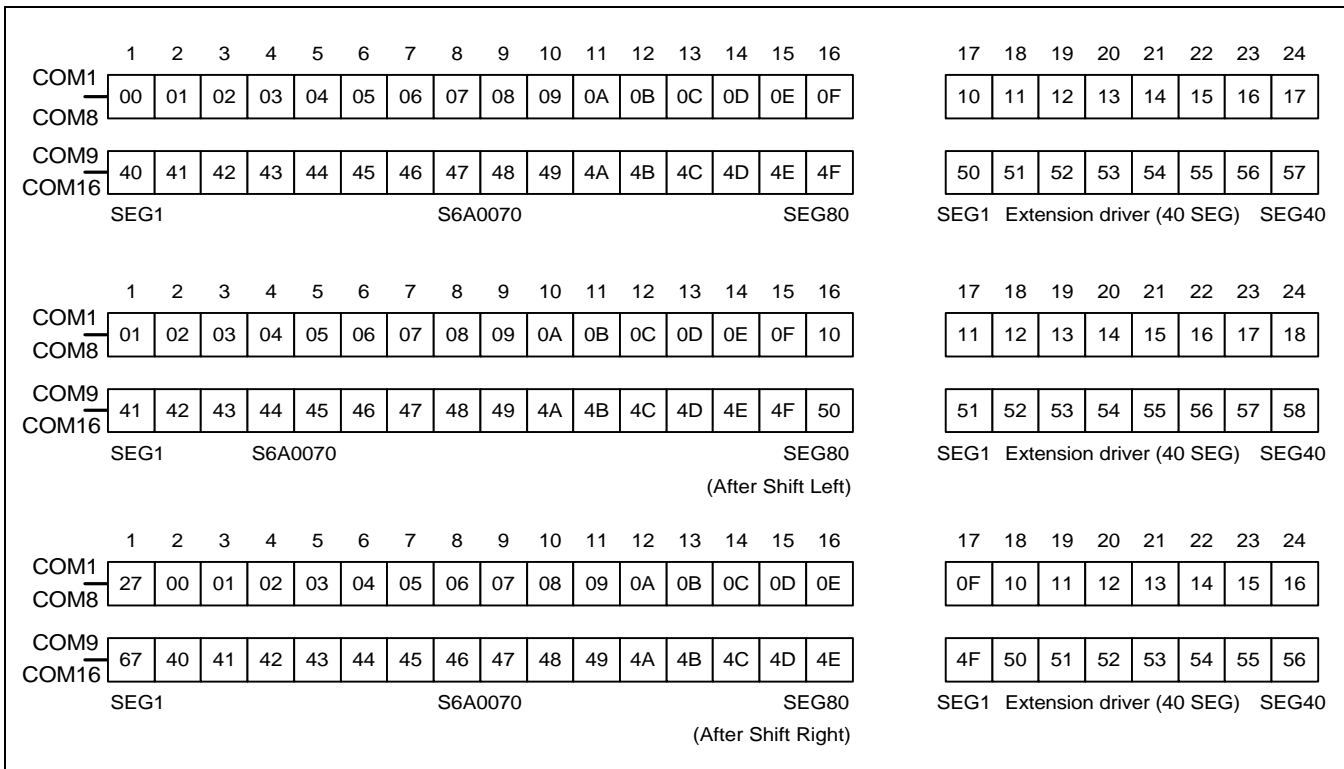 1 2 3 4 5 6 7 8 9 10 11 12 13 14 15 16 17 18 19 20 21 22 23 24
COM1
00 01 02 03 04 05 06 07 08 09 0A 0B 0C 0D 0E 0F 10 11 12 13 14 15 16 17
COM8
COM9
40 41 42 43 44 45 46 47 48 49 4A 4B 4C 4D 4E 4F 50 51 52 53 54 55 56 57
COM16
SEG1 S6A0070 SEG80 SEG1 Extension driver (40 SEG) SEG40
1 2 3 4 5 6 7 8 9 10 11 12 13 14 15 16 17 18 19 20 21 22 23 24
COM1
01 02 03 04 05 06 07 08 09 0A 0B 0C 0D 0E 0F 10 11 12 13 14 15 16 17 18
COM8
COM9
41 42 43 44 45 46 47 48 49 4A 4B 4C 4D 4E 4F 50 51 52 53 54 55 56 57 58
COM16
SEG1 S6A0070 SEG80 SEG1 Extension driver (40 SEG) SEG40
(After Shift Left)
1 2 3 4 5 6 7 8 9 10 11 12 13 14 15 16 17 18 19 20 21 22 23 24
COM1
27 00 01 02 03 04 05 06 07 08 09 0A 0B 0C 0D 0E 0F 10 11 12 13 14 15 16
COM8
COM9
67 40 41 42 43 44 45 46 47 48 49 4A 4B 4C 4D 4E 4F 50 51 52 53 54 55 56
COM16
SEG1 S6A0070 SEG80 SEG1 Extension driver (40 SEG) SEG40
(After Shift Right)